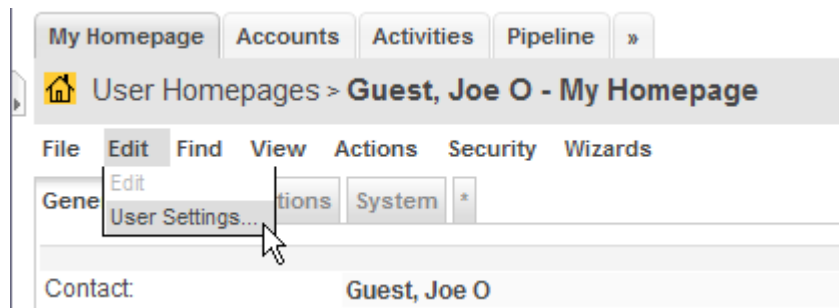 My Homepage Accounts Activities Pipeline »
User Homepages > Guest, Joe O - My Homepage
File Edit Find View Actions Security Wizards
Edit
Gene tions System *
User Settings...
Contact: Guest, Joe O